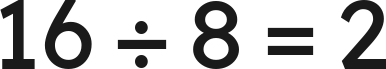 16 ÷ 8 = 2